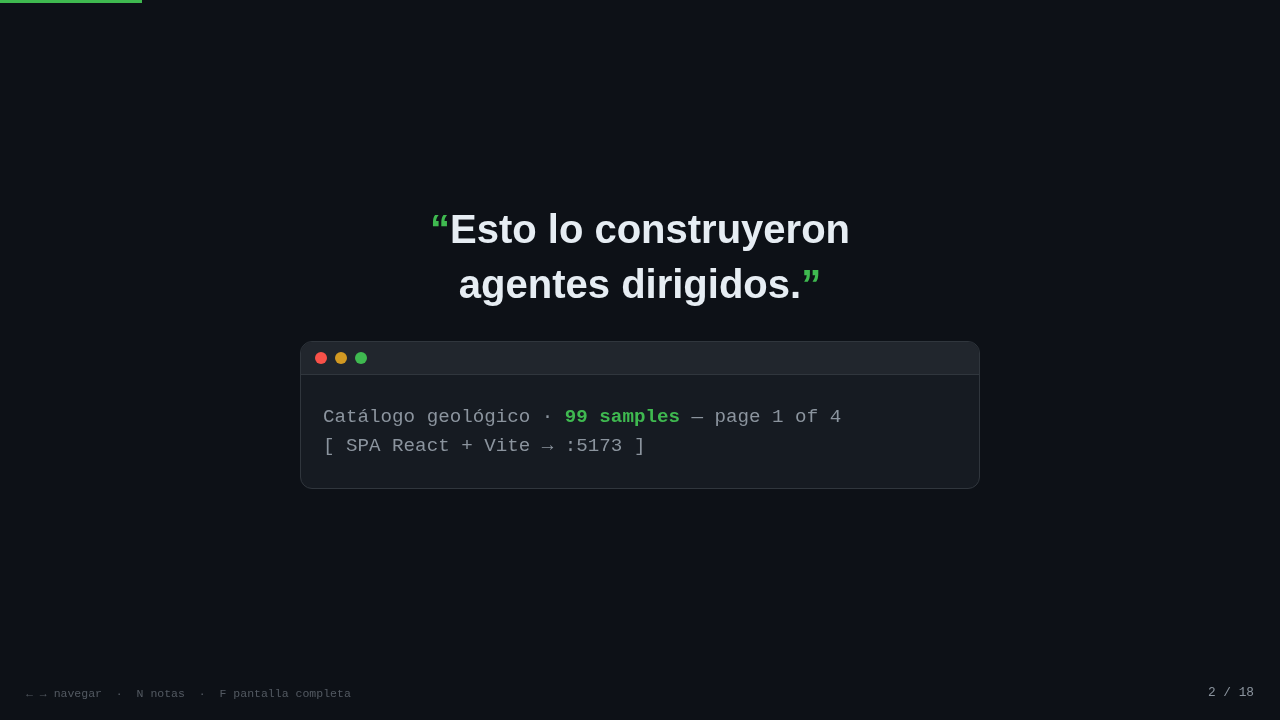 “Esto lo construyeron
agentes dirigidos.”
Catálogo geológico · 99 samples — page 1 of 4
[ SPA React + Vite → :5173 ]
← → navegar · N notas · F pantalla completa
2 / 18